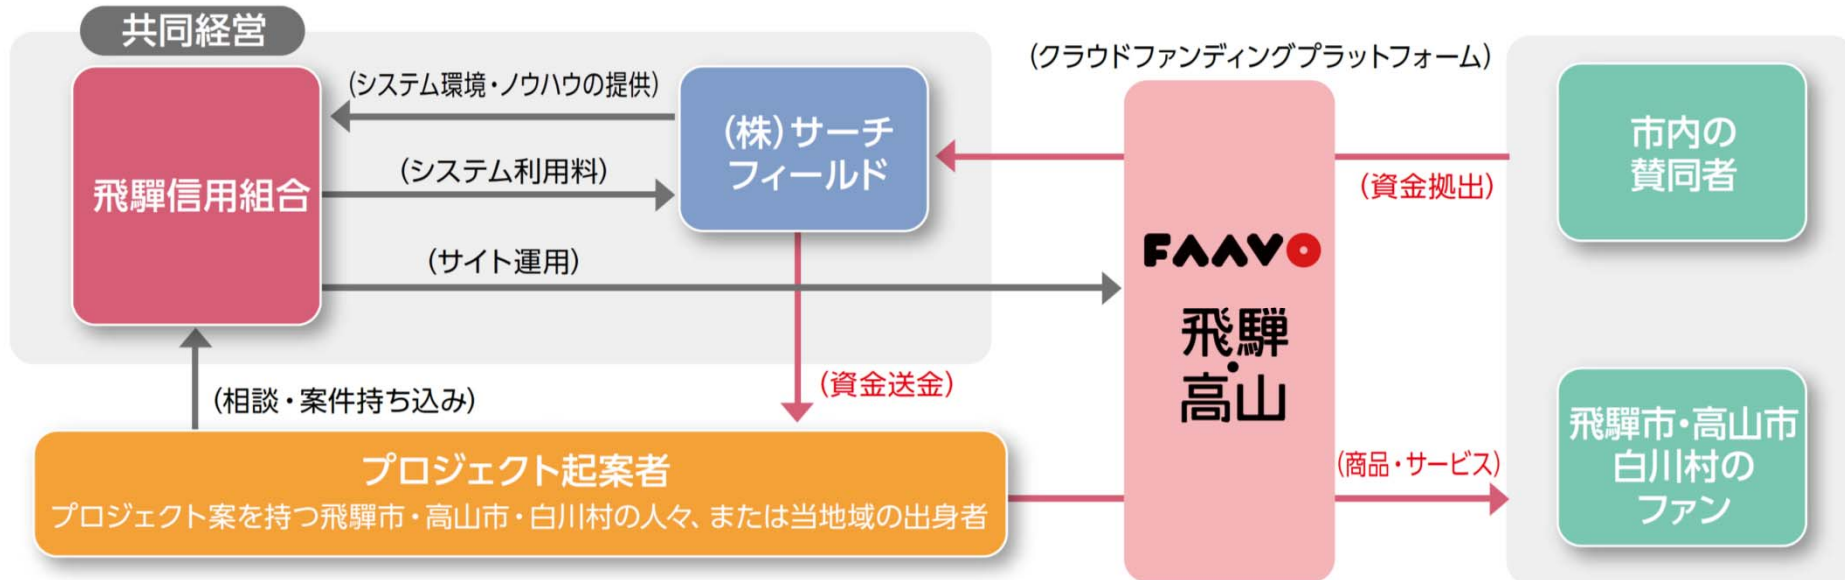 共同経営
飛驒信用組合
(システム環境・ノウハウの提供)
(システム利用料)
(サイト運用)
(株)サーチ
フィールド
(クラウドファンディングプラットフォーム)
FAAVO
飛騨
・
高山
市内の
賛同者
(資金拠出)
(相談・案件持ち込み)
(資金送金)
プロジェクト起案者
プロジェクト案を持つ飛驒市・高山市・白川村の人々、または当地域の出身者
(商品・サービス)
飛驒市・高山市
白川村の
ファン